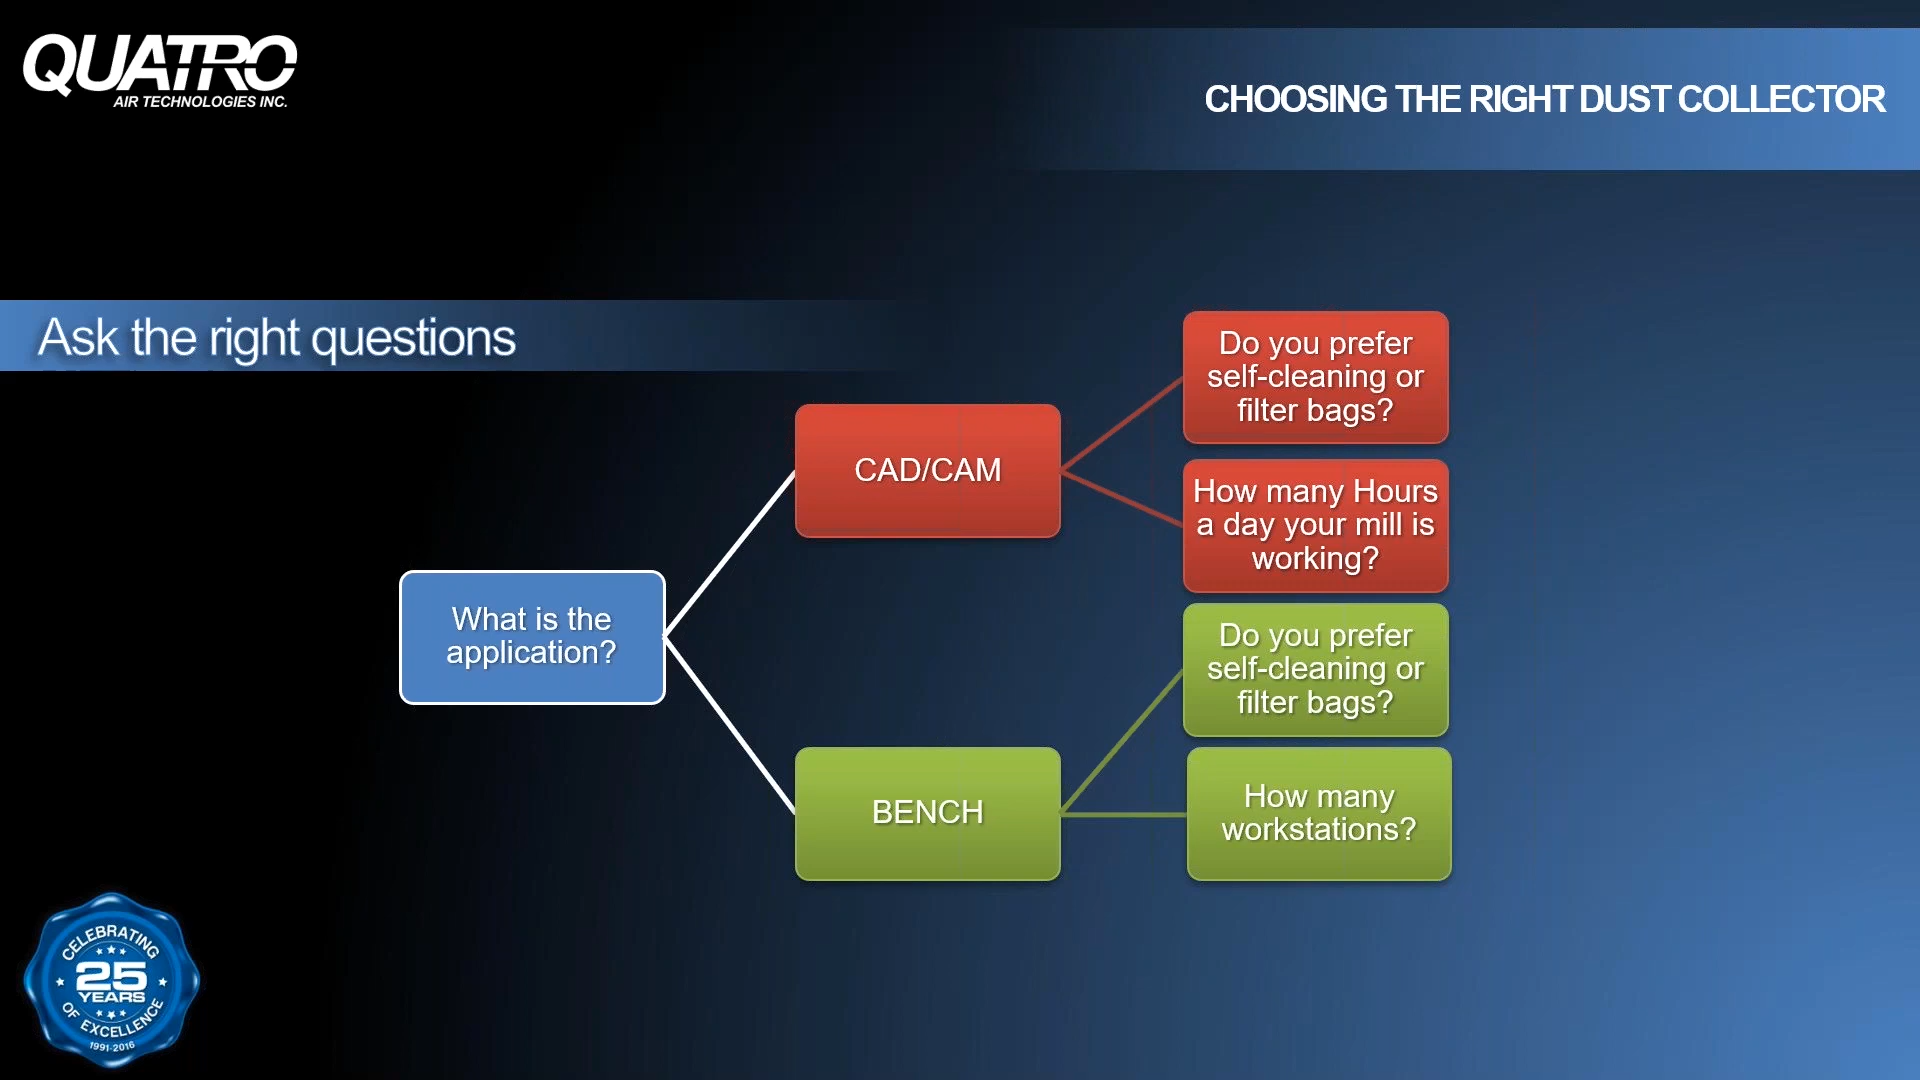 QUATRO
AIR TECHNOLOGIES INC.
CHOOSING THE RIGHT DUST COLLECTOR
Ask the right questions
What is the
application?
CAD/CAM
Do you prefer
self-cleaning or
filter bags?
How many Hours
a day your mill is
working?
BENCH
Do you prefer
self-cleaning or
filter bags?
How many
workstations?
CELEBRATING
25
YEARS
OF EXCELLENCE
1991-2016